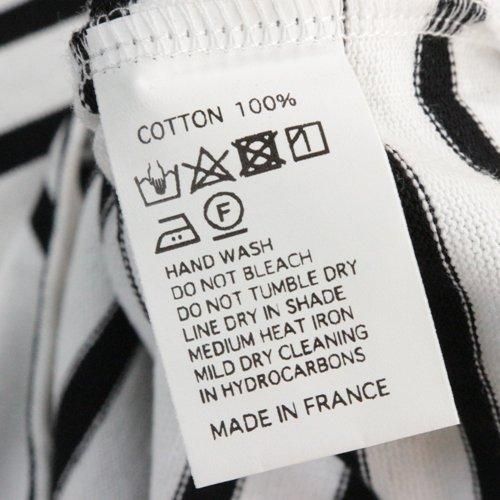 COTTON 100%
F
HAND WASH
DO NOT BLEACH
DO NOT TUMBLE DRY
LINE DRY IN SHADE
MEDIUM HEAT IRON
MILD DRY CLEANING
IN HYDROCARBONS
MADE IN FRANCE